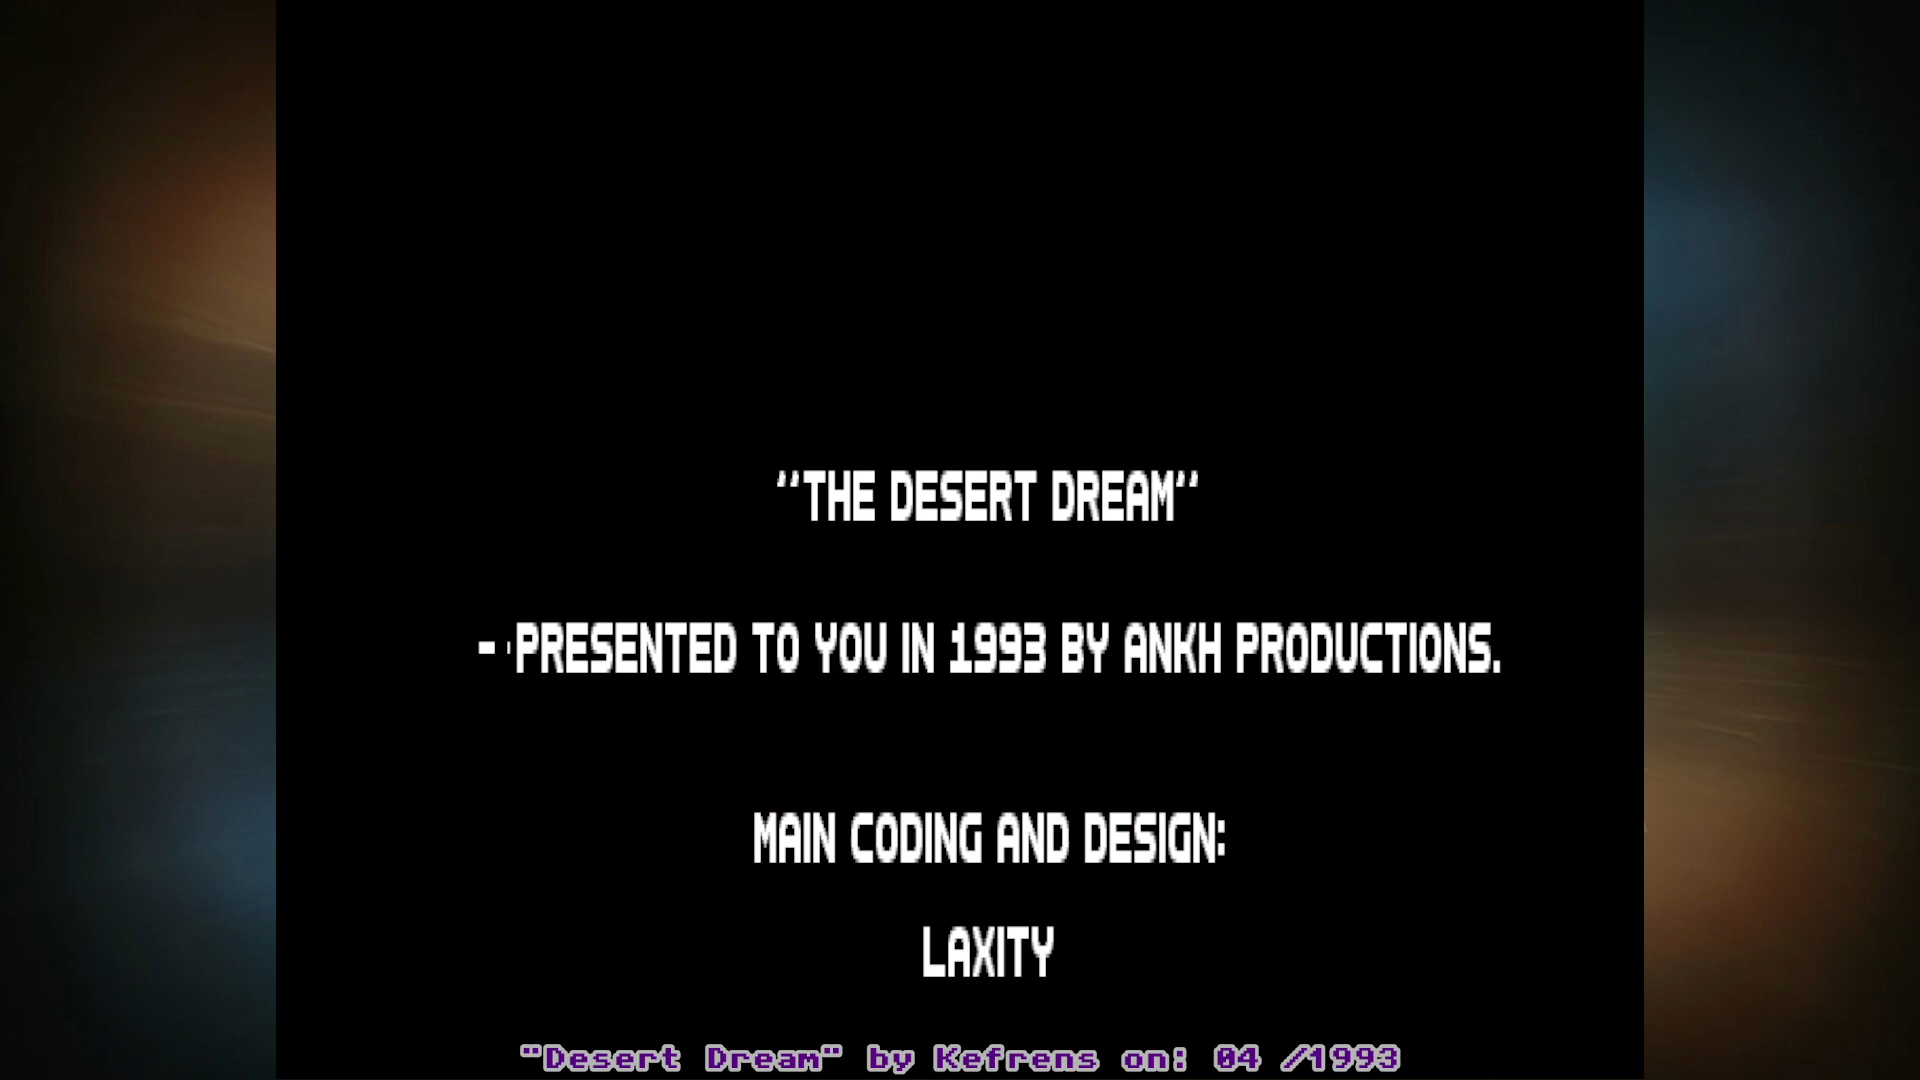 "THE DESERT DREAM"
- PRESENTED TO YOU IN 1993 BY ANKH PRODUCTIONS.
MAIN CODING AND DESIGN:
LAXITY
"Desert Dream" by Kefrens on: 04 /1993